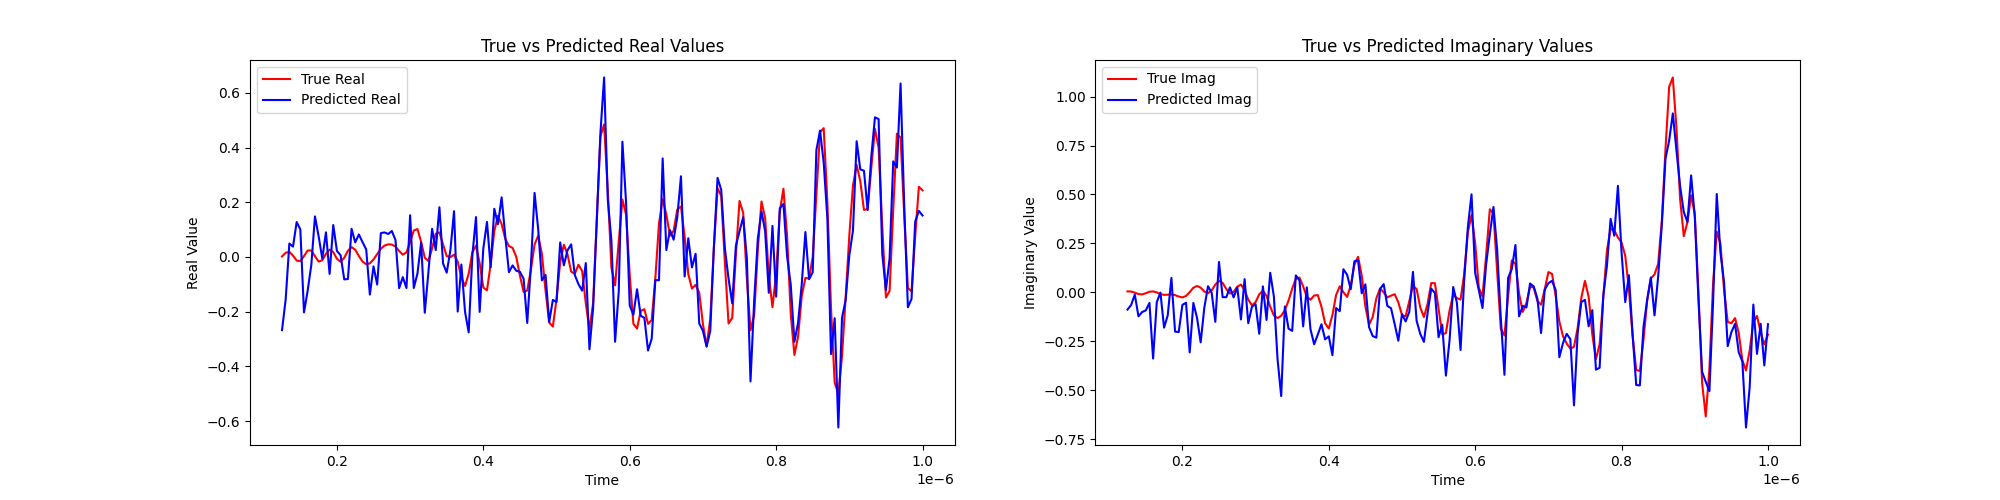 True vs Predicted Real Values
True Real
Predicted Real
Real Value
0.6
0.4
0.2
0.0
−0.2
−0.4
−0.6
0.2
0.4
0.6
0.8
1.0
Time
1e−6
True vs Predicted Imaginary Values
True Imag
Predicted Imag
Imaginary Value
1.00
0.75
0.50
0.25
0.00
−0.25
−0.50
−0.75
0.2
0.4
0.6
0.8
1.0
Time
1e−6